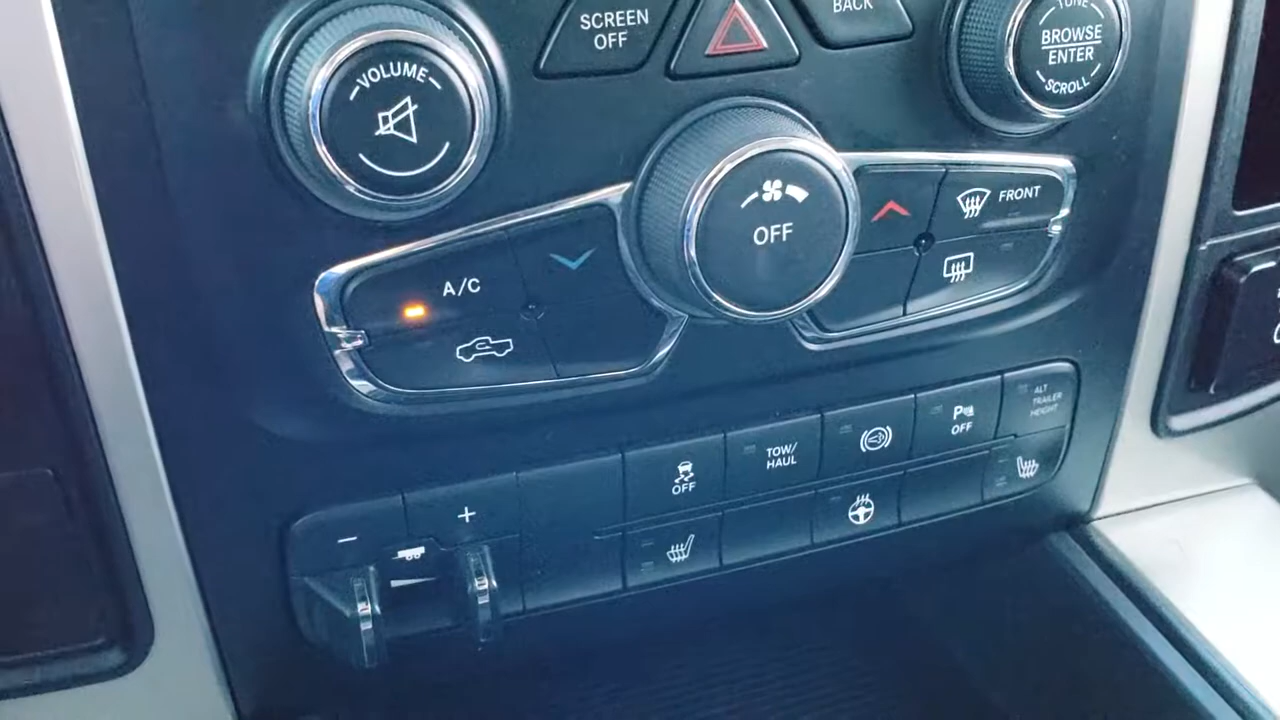 VOLUME
SCREEN
OFF
BACK
TUNE
BROWSE
ENTER
SCROLL
OFF
FRONT
A/C
ALT
TRAILER
HEIGHT
P
OFF
TOW/
HAUL
OFF
+
−